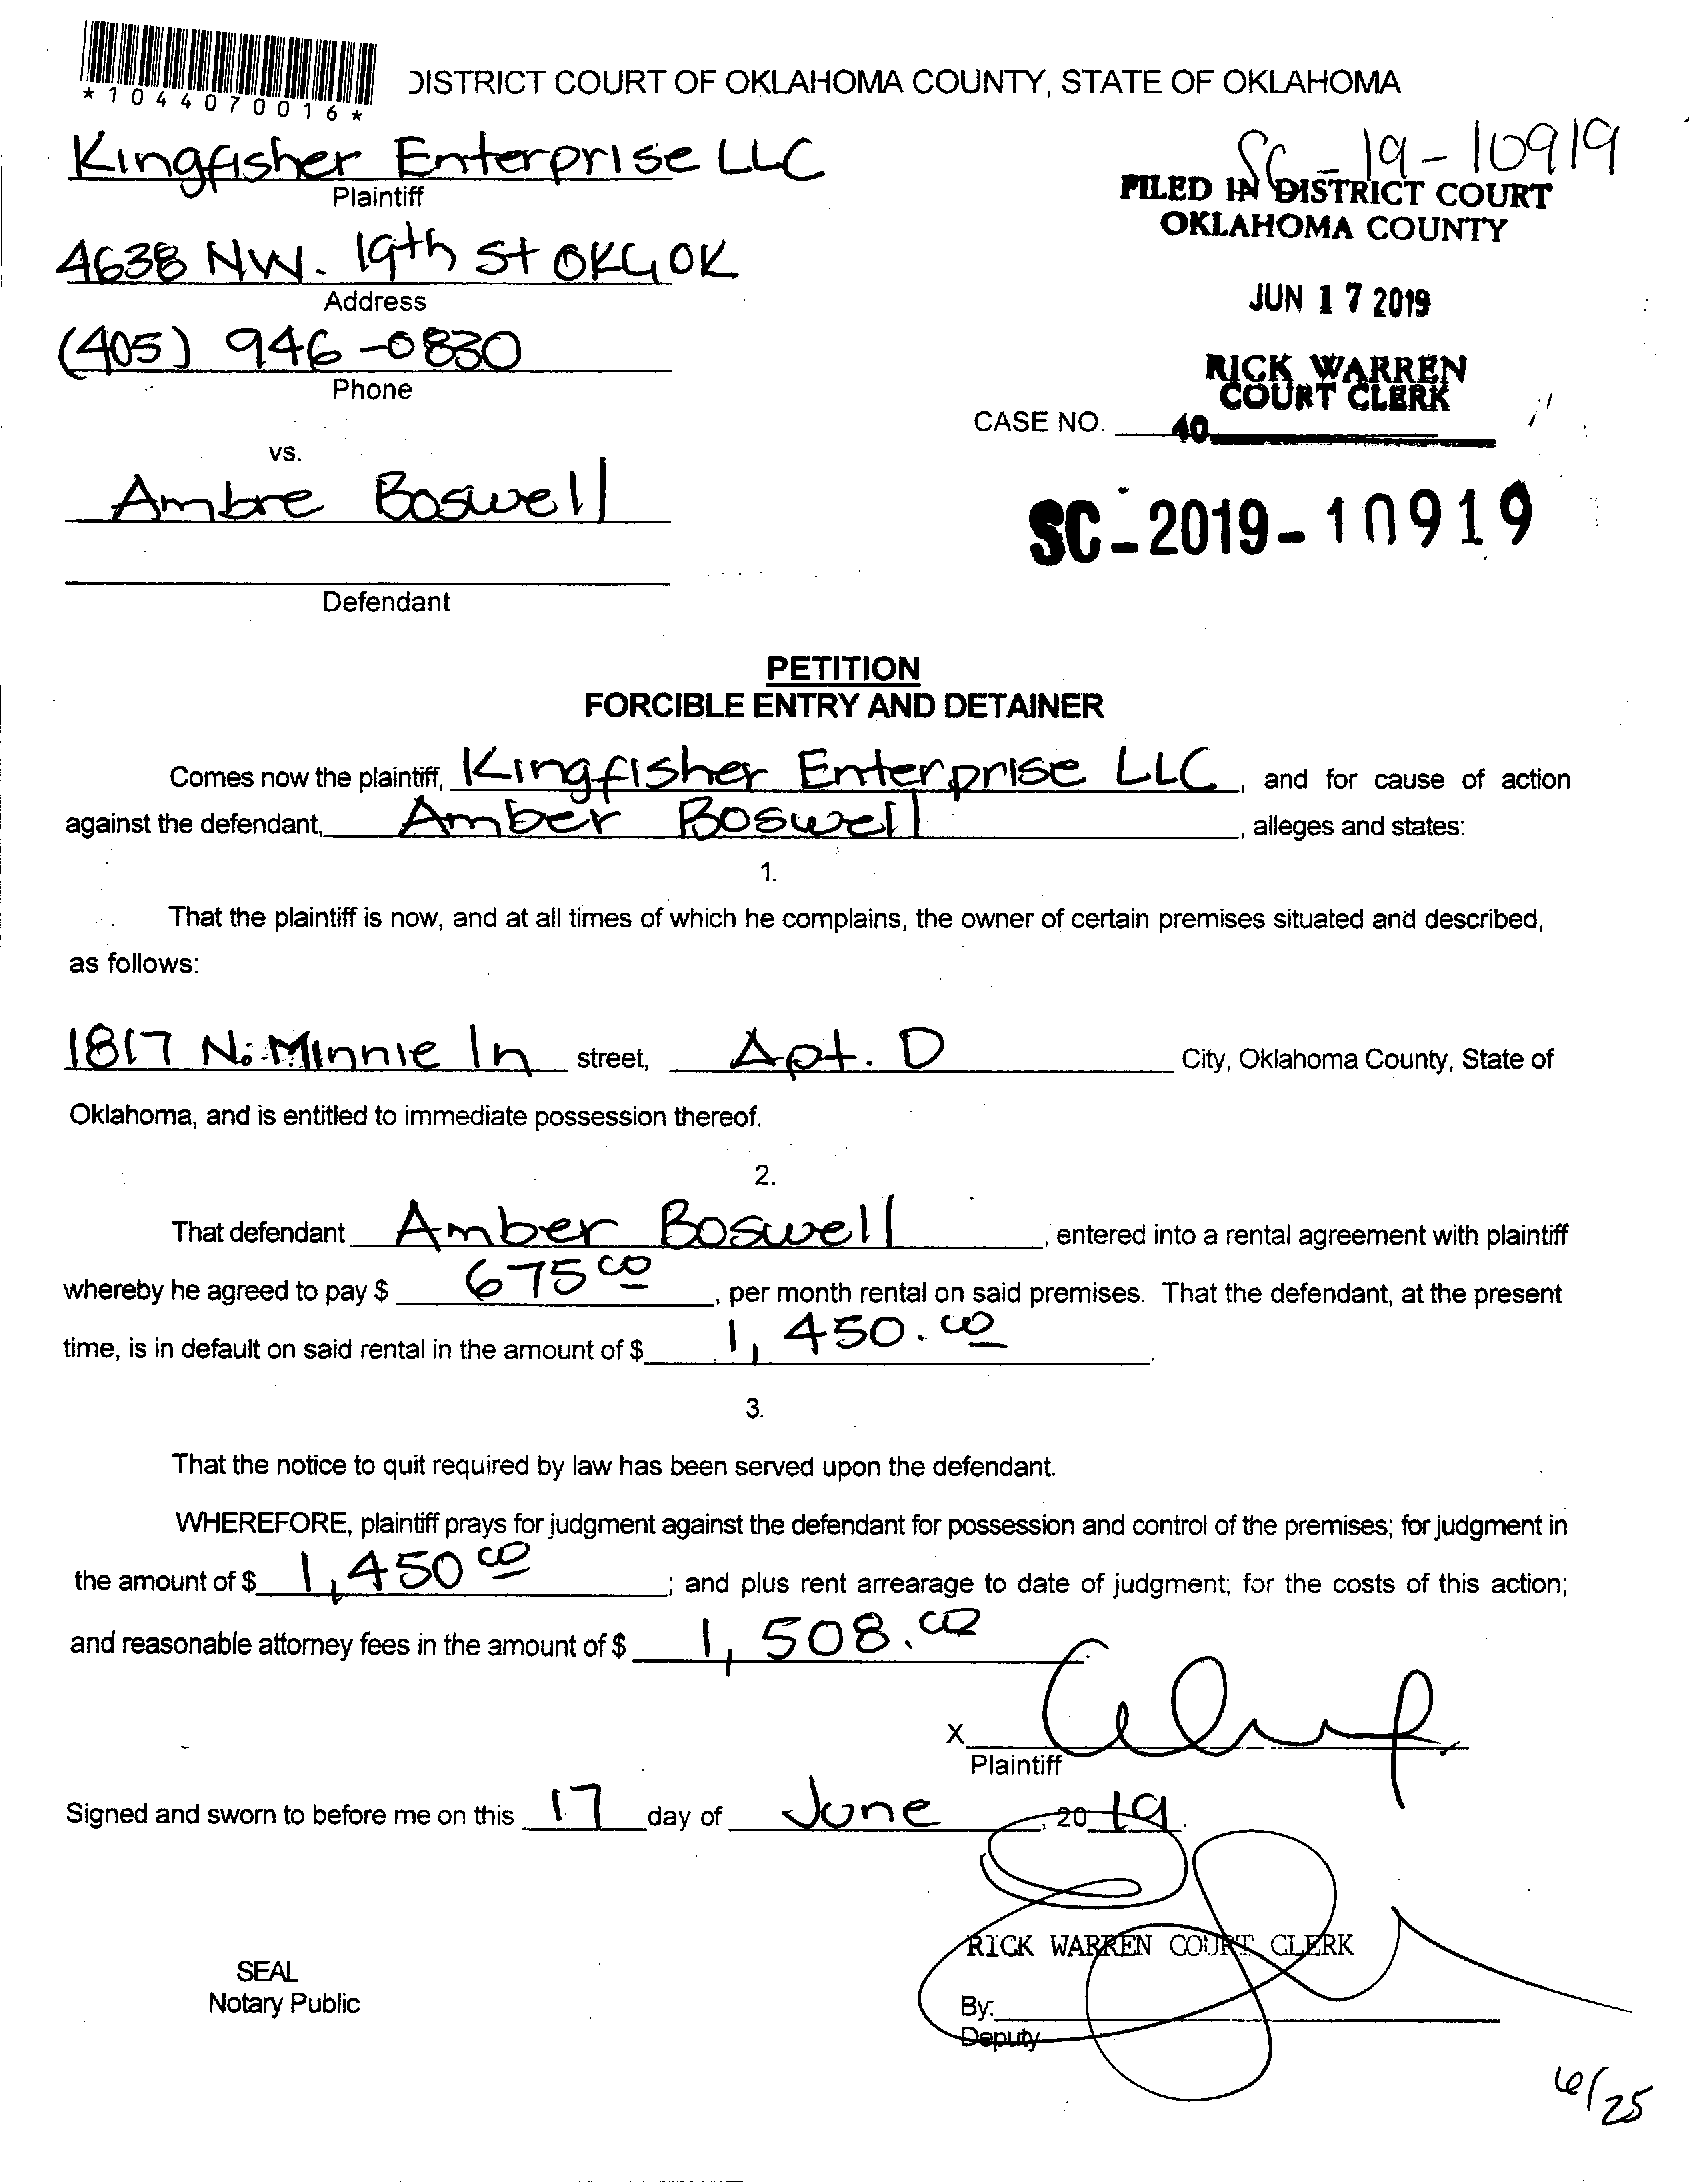 *1044070016*
DISTRICT COURT OF OKLAHOMA COUNTY, STATE OF OKLAHOMA
Kingfisher Enterprise LLC
Plaintiff
SC-19-10919
FILED IN DISTRICT COURT
OKLAHOMA COUNTY
4638 NW. 19th St OKC, OK
Address
JUN 17 2019
(405) 946-0830
Phone
RICK WARREN
COURT CLERK
CASE NO. 40
vs.
Ambre Boswell
SC-2019-10919
Defendant
PETITION
FORCIBLE ENTRY AND DETAINER
Comes now the plaintiff, Kingfisher Enterprise LLC, and for cause of action
against the defendant, Amber Boswell, alleges and states:
1.
That the plaintiff is now, and at all times of which he complains, the owner of certain premises situated and described,
as follows:
1817 N. Minnie ln street, Apt. D City, Oklahoma County, State of
Oklahoma, and is entitled to immediate possession thereof.
2.
That defendant Amber Boswell, entered into a rental agreement with plaintiff
whereby he agreed to pay $ 675 00, per month rental on said premises. That the defendant, at the present
time, is in default on said rental in the amount of $ 1,450.00.
3.
That the notice to quit required by law has been served upon the defendant.
WHEREFORE, plaintiff prays for judgment against the defendant for possession and control of the premises; for judgment in
the amount of $ 1,450 00; and plus rent arrearage to date of judgment; for the costs of this action;
and reasonable attorney fees in the amount of $ 1,508.00
X
Plaintiff
Signed and sworn to before me on this 17 day of June, 20 19.
RICK WARREN COURT CLERK
SEAL
Notary Public
By:
Deputy
6/25